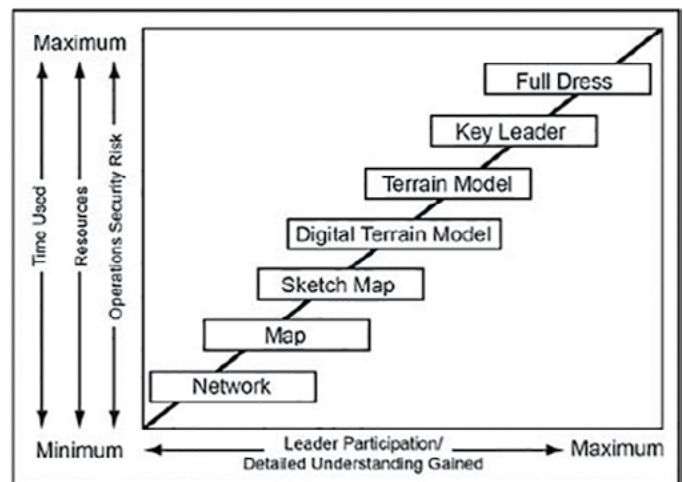 Maximum
Time Used
Resources
Operations Security Risk
Full Dress
Key Leader
Terrain Model
Digital Terrain Model
Sketch Map
Map
Network
Minimum
Leader Participation/
Detailed Understanding Gained
Maximum